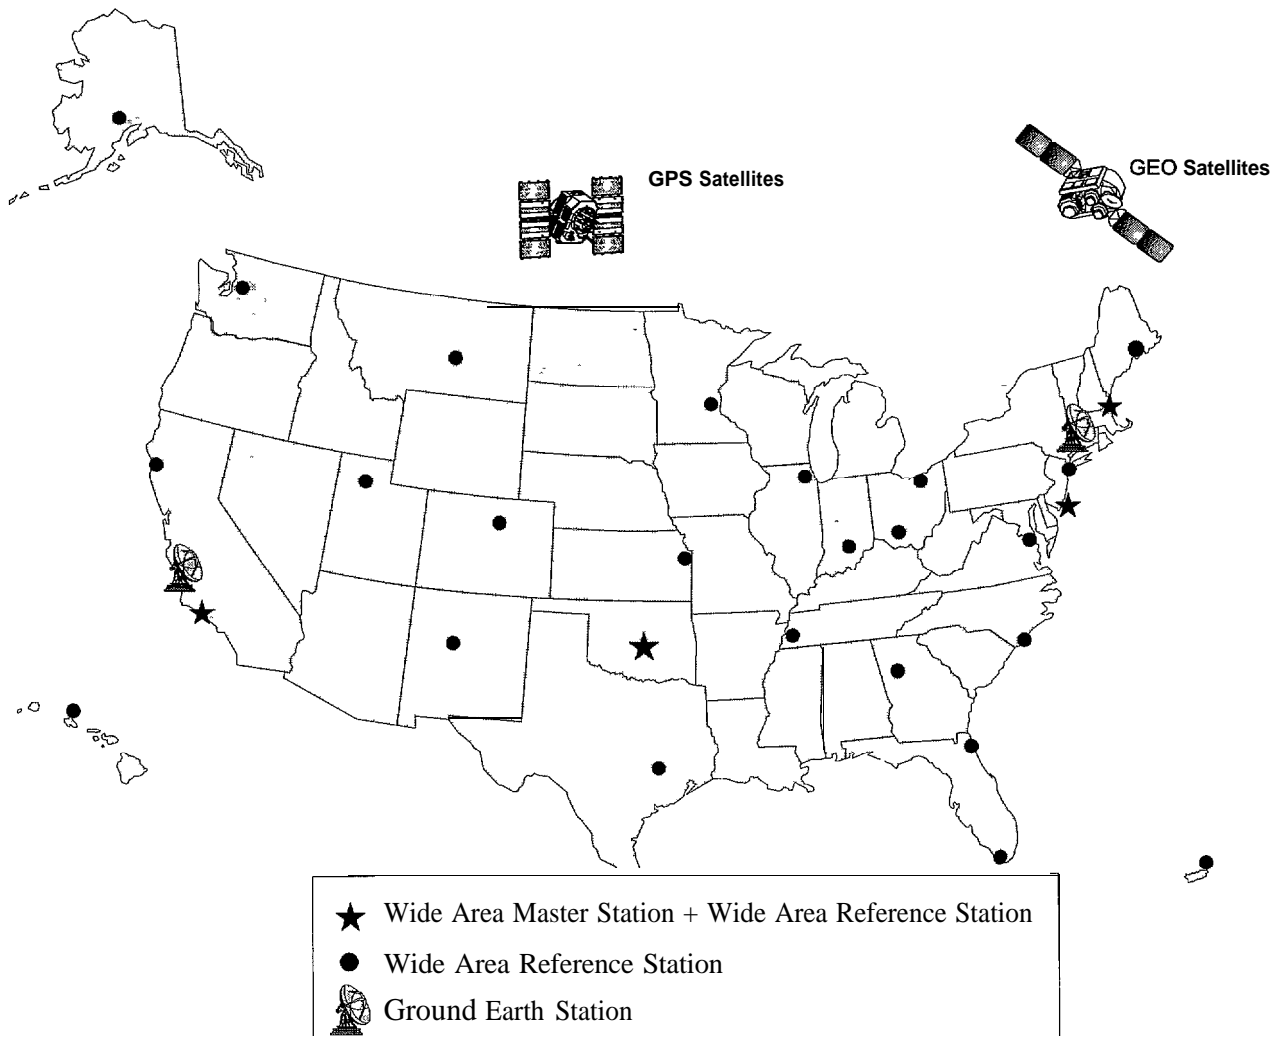 GPS Satellites
GEO Satellites
Wide Area Master Station + Wide Area Reference Station
Wide Area Reference Station
Ground Earth Station